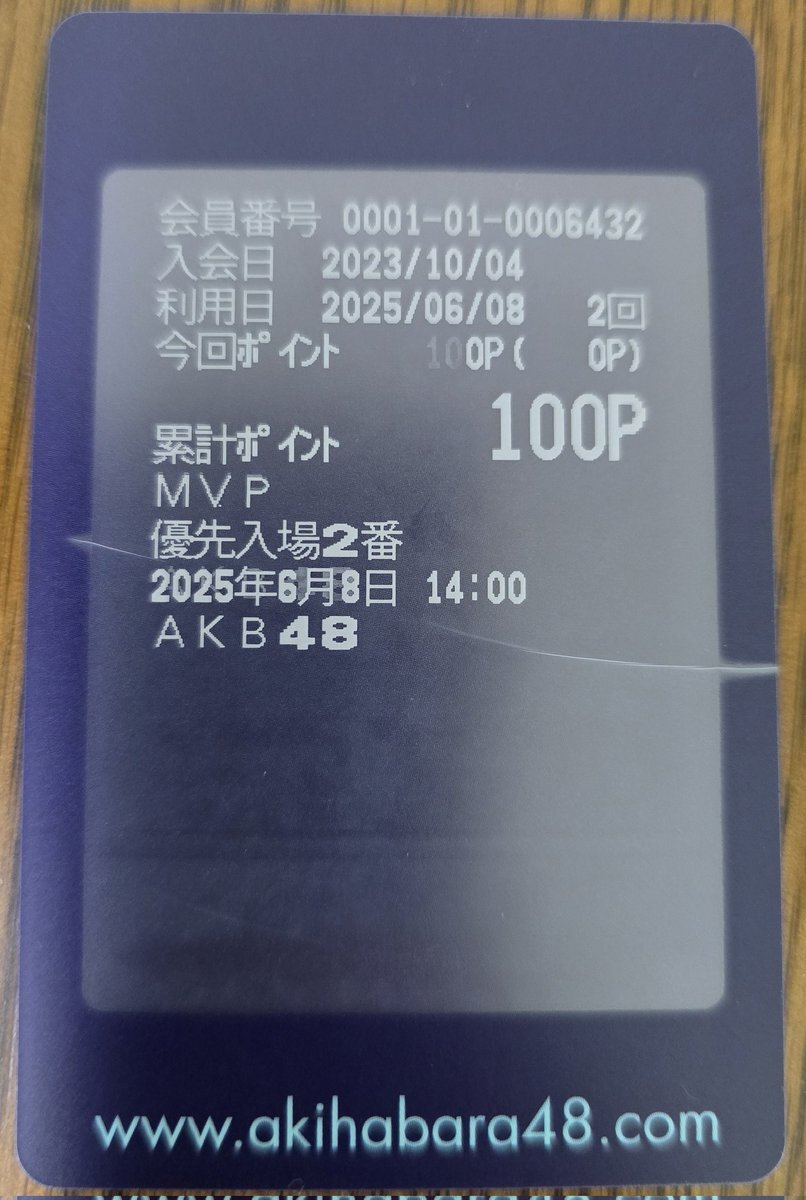 会員番号 0001-01-0006432
入会日 2023/10/04
利用日 2025/06/08 2回
今回ポイント 100P( 0P)
累計ポイント 100P
MVP
優先入場2番
2025年6月8日 14:00
AKB48
www.akihabara48.com